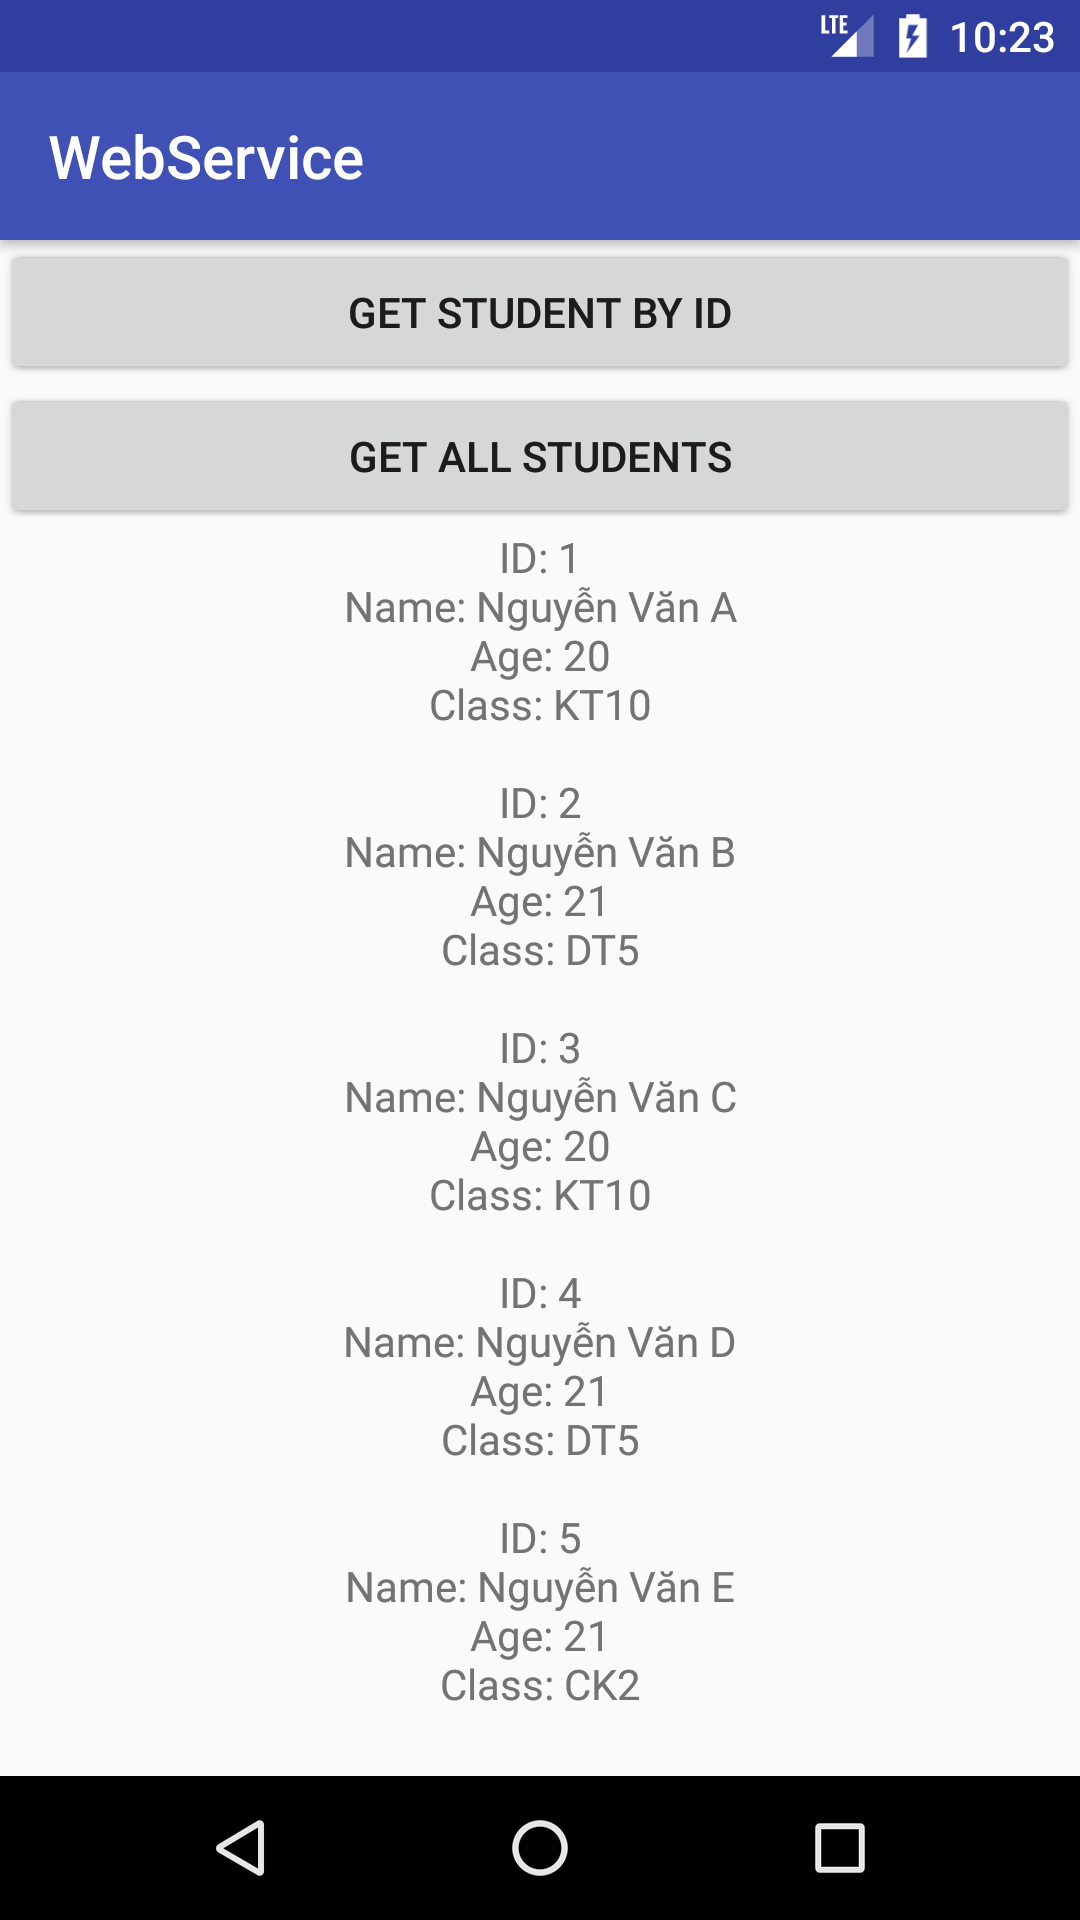 LTE 10:23
WebService
GET STUDENT BY ID
GET ALL STUDENTS
ID: 1
Name: Nguyễn Văn A
Age: 20
Class: KT10
ID: 2
Name: Nguyễn Văn B
Age: 21
Class: DT5
ID: 3
Name: Nguyễn Văn C
Age: 20
Class: KT10
ID: 4
Name: Nguyễn Văn D
Age: 21
Class: DT5
ID: 5
Name: Nguyễn Văn E
Age: 21
Class: CK2